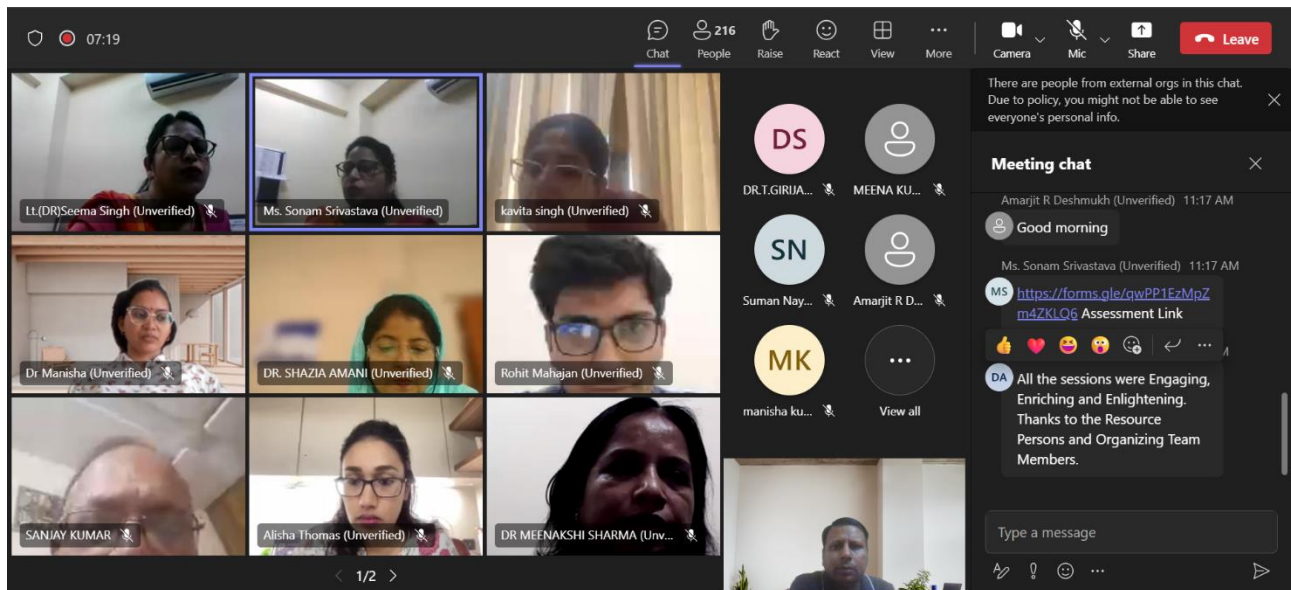 07:19
216
Chat
People
Raise
React
View
More
Camera
Mic
Share
Leave
Lt.(DR)Seema Singh (Unverified)
Ms. Sonam Srivastava (Unverified)
kavita singh (Unverified)
Dr Manisha (Unverified)
DR. SHAZIA AMANI (Unverified)
Rohit Mahajan (Unverified)
SANJAY KUMAR
Alisha Thomas (Unverified)
DR MEENAKSHI SHARMA (Unv...
1/2
DS
DR.T.GIRIJA...
MEENA KU...
SN
Suman Nay...
Amarjit R D...
MK
manisha ku...
...
View all
There are people from external orgs in this chat.
Due to policy, you might not be able to see
everyone's personal info.
Meeting chat
Amarjit R Deshmukh (Unverified) 11:17 AM
Good morning
Ms. Sonam Srivastava (Unverified) 11:17 AM
MS
https://forms.gle/qwPP1EzMpZ
m4ZKLQ6 Assessment Link
DA
All the sessions were Engaging,
Enriching and Enlightening.
Thanks to the Resource
Persons and Organizing Team
Members.
Type a message